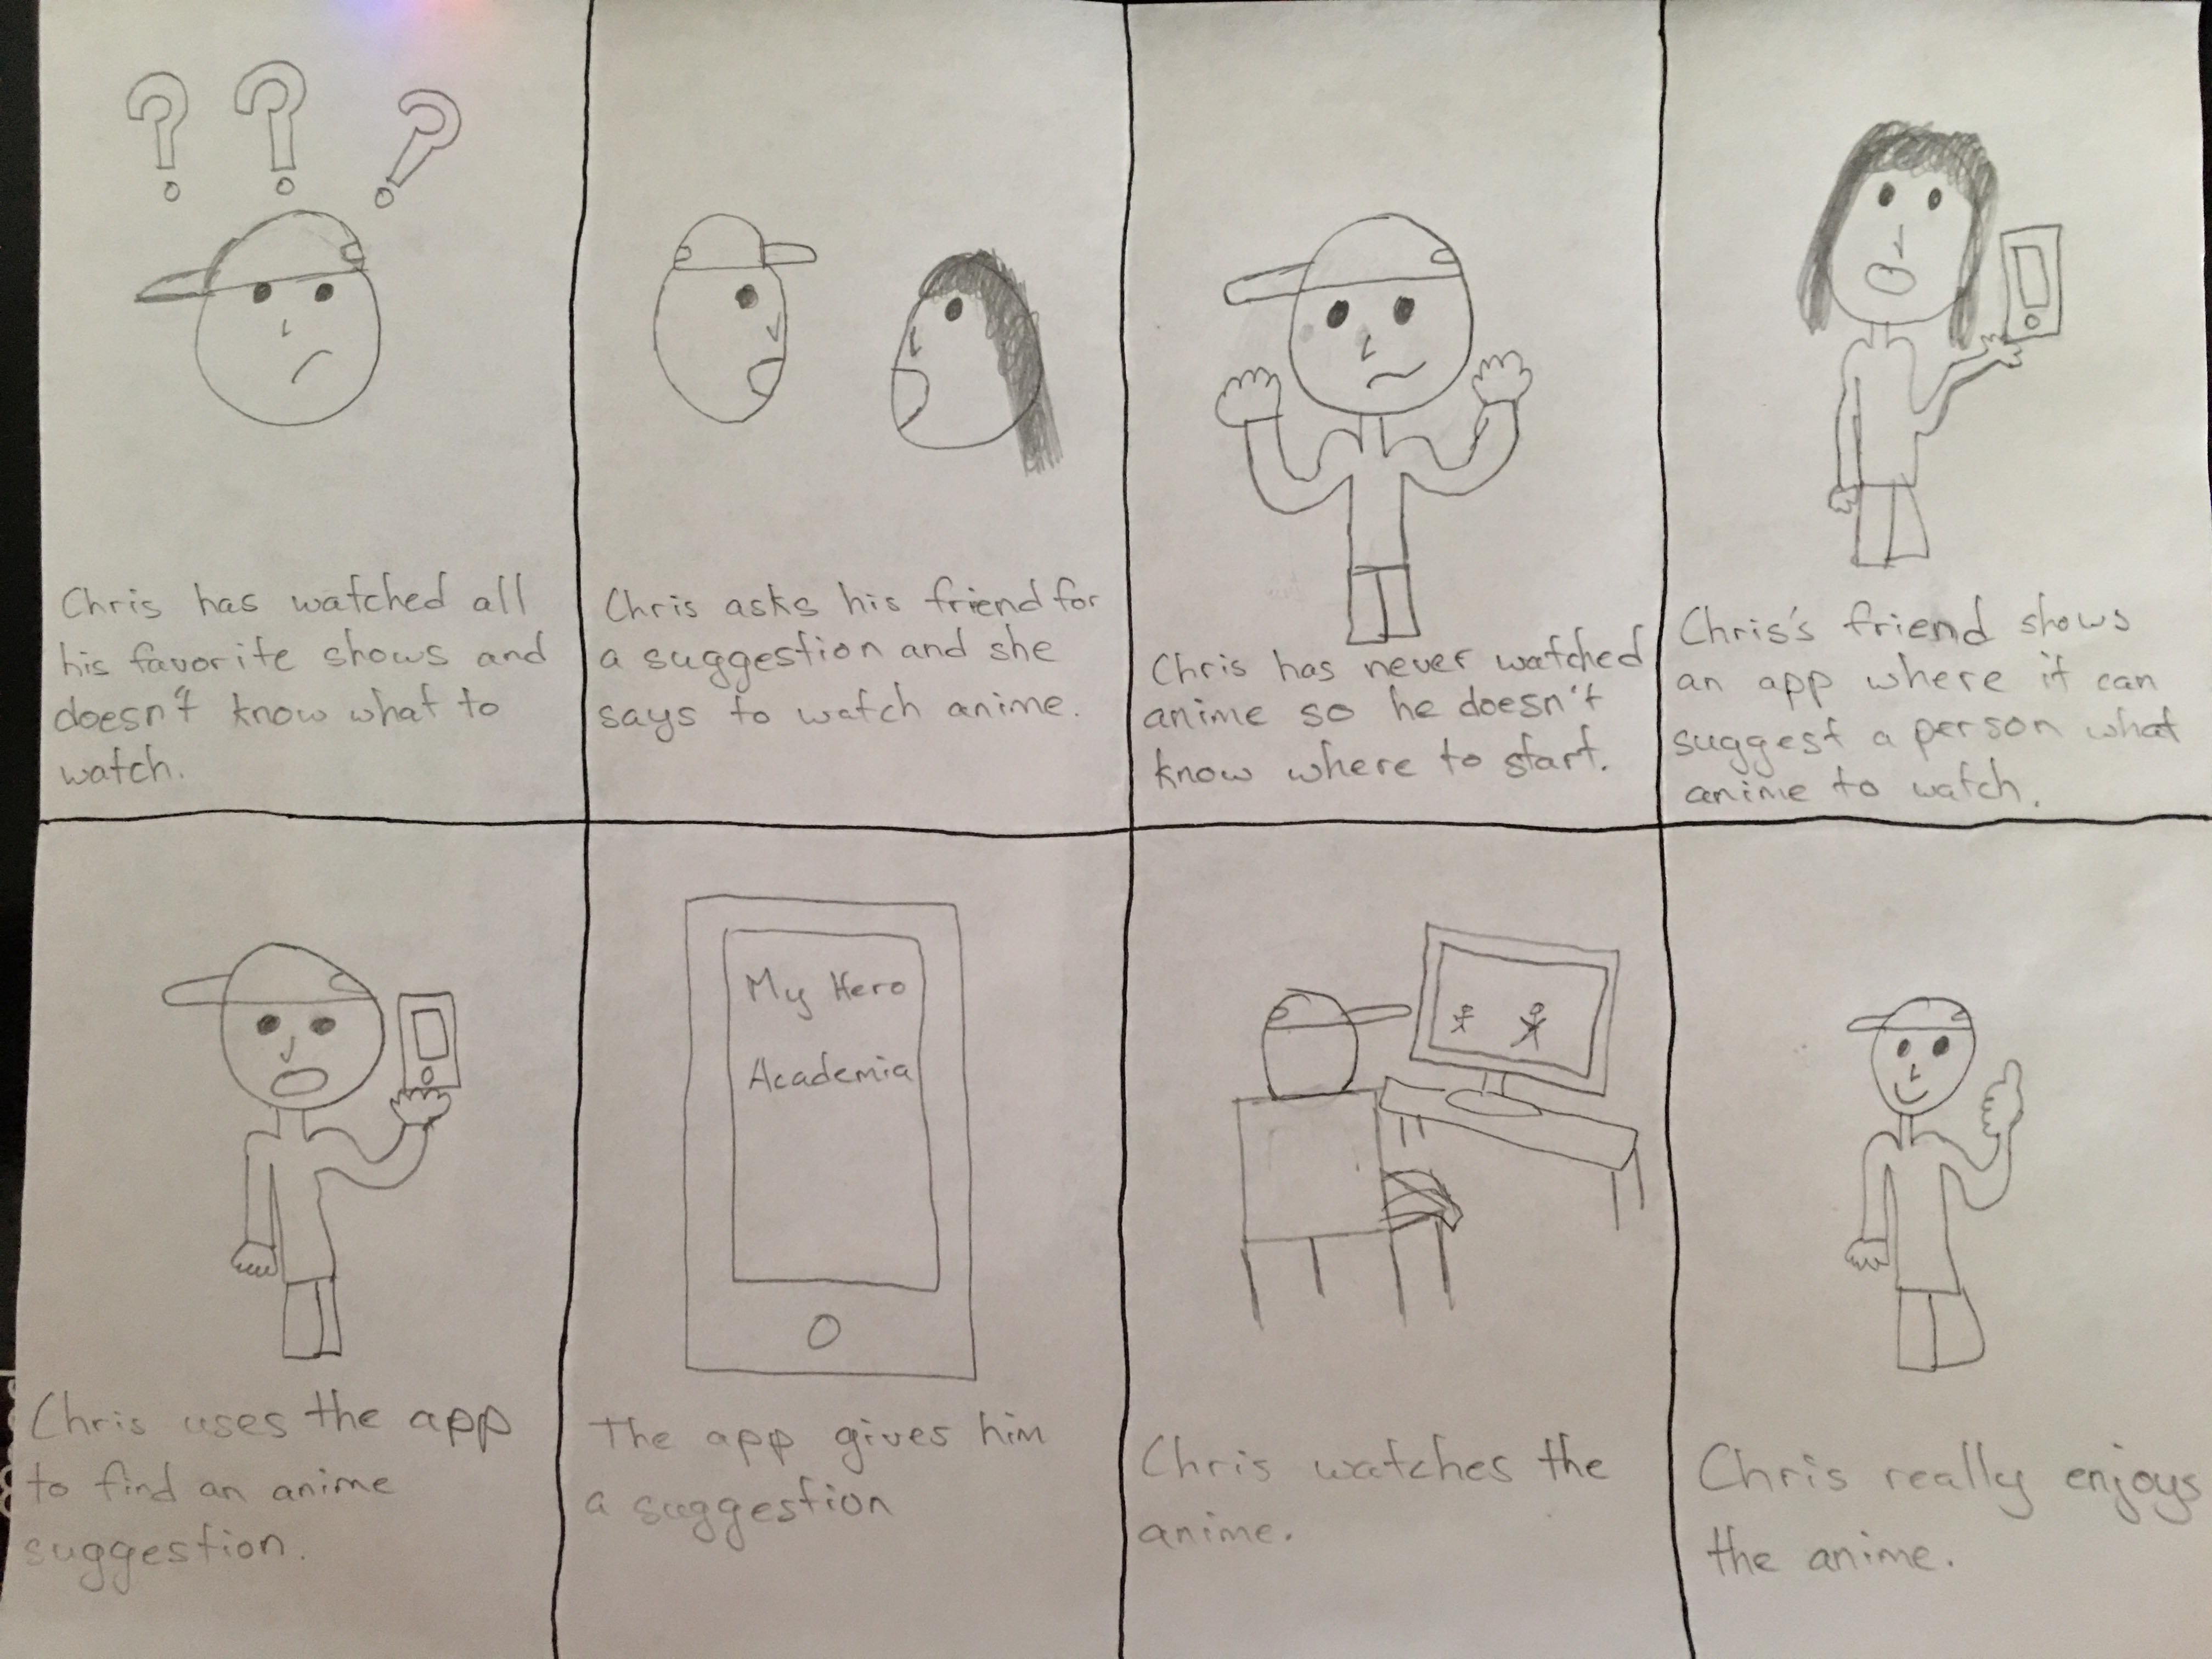 Chris has watched all
his favorite shows and
doesn't know what to
watch.
Chris asks his friend for
a suggestion and she
says to watch anime.
Chris has never watched
anime so he doesn't
know where to start.
Chris's friend shows
an app where it can
suggest a person what
anime to watch.
Chris uses the app
to find an anime
suggestion.
My Hero
Academia
The app gives him
a suggestion
Chris watches the
anime.
Chris really enjoys
the anime.